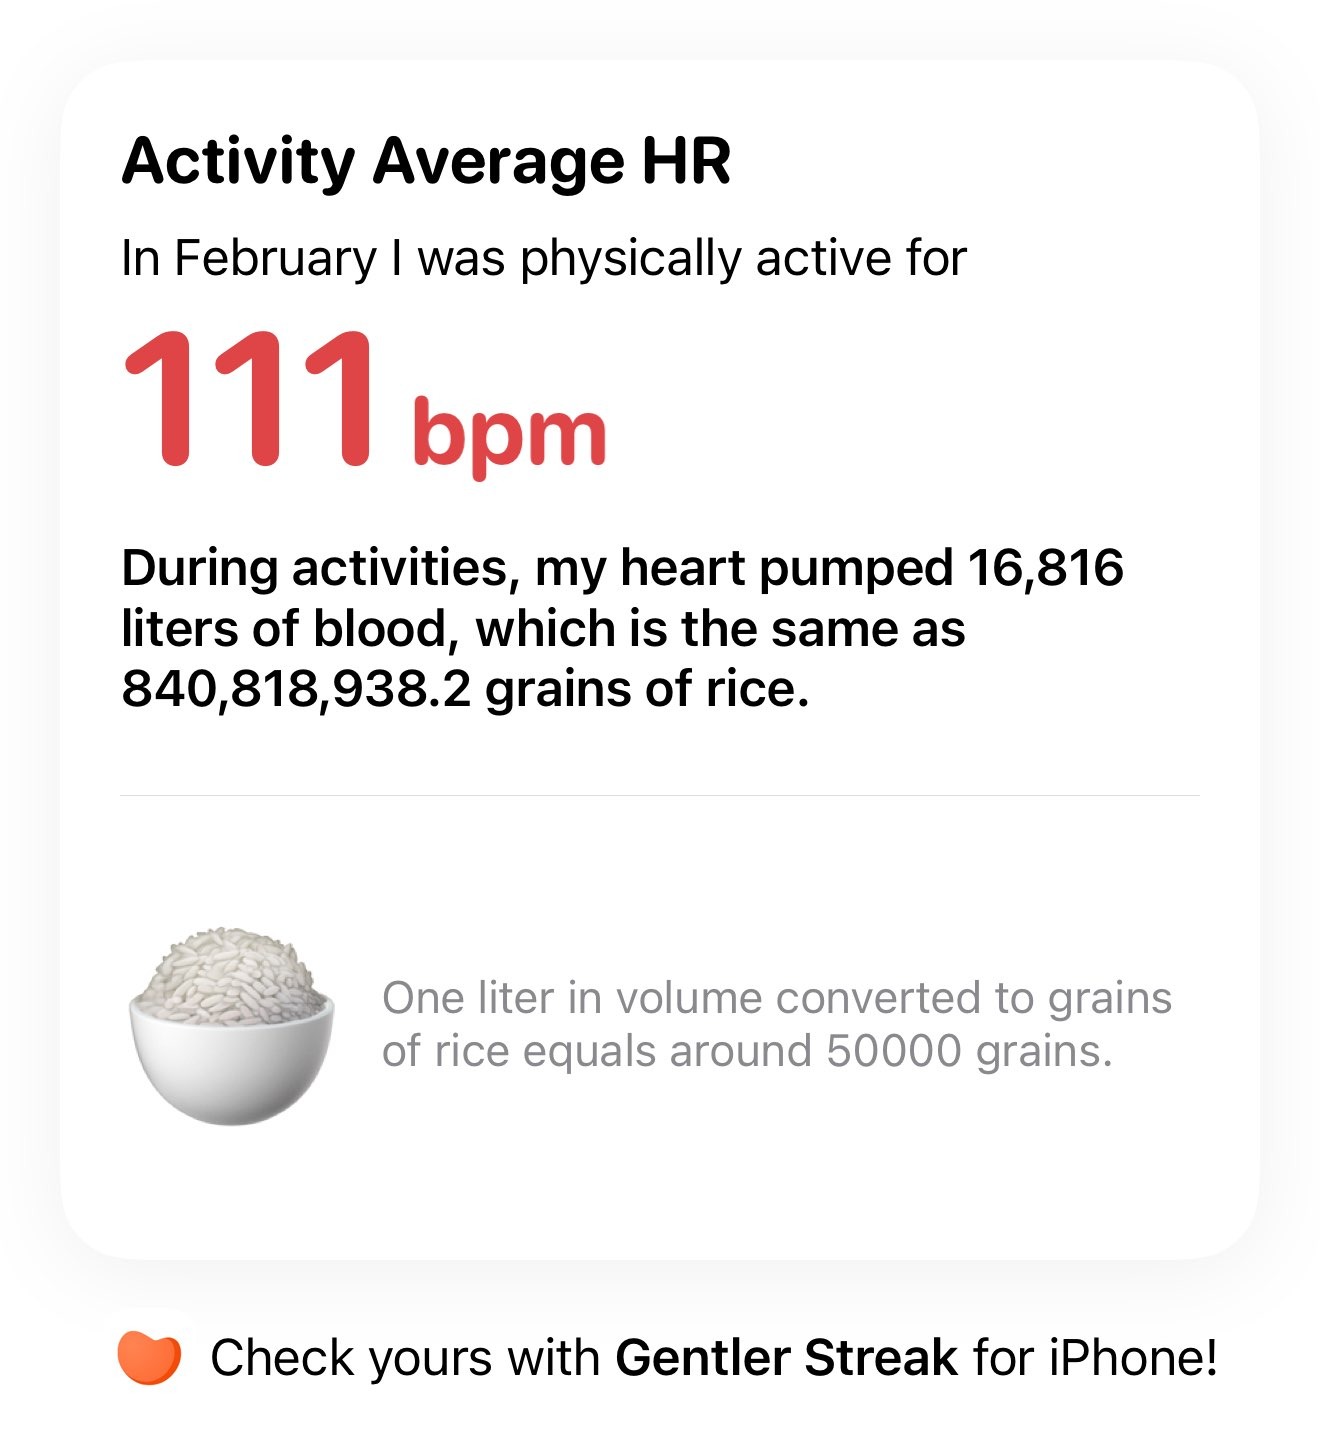 Activity Average HR
In February I was physically active for
111 bpm
During activities, my heart pumped 16,816
liters of blood, which is the same as
840,818,938.2 grains of rice.
One liter in volume converted to grains
of rice equals around 50000 grains.
Check yours with Gentler Streak for iPhone!